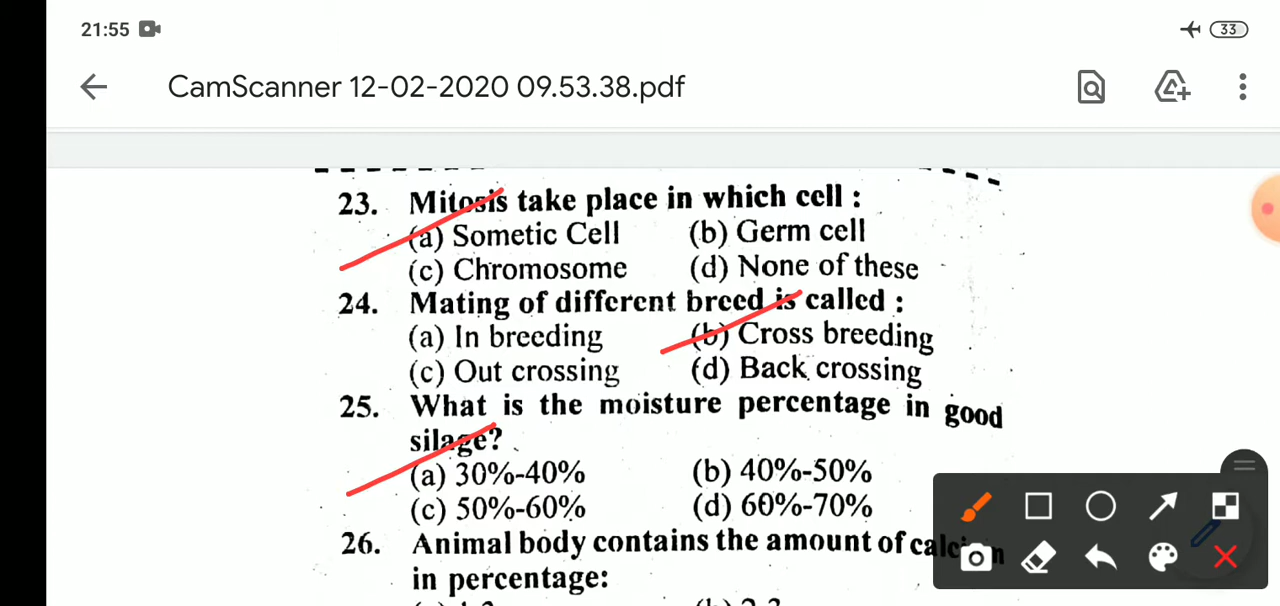 21:55
33
CamScanner 12-02-2020 09.53.38.pdf
23. Mitosis take place in which cell :
(a) Sometic Cell (b) Germ cell
(c) Chromosome (d) None of these
24. Mating of different breed is called :
(a) In breeding (b) Cross breeding
(c) Out crossing (d) Back crossing
25. What is the moisture percentage in good
silage?
(a) 30%-40% (b) 40%-50%
(c) 50%-60% (d) 60%-70%
26. Animal body contains the amount of
in percentage: